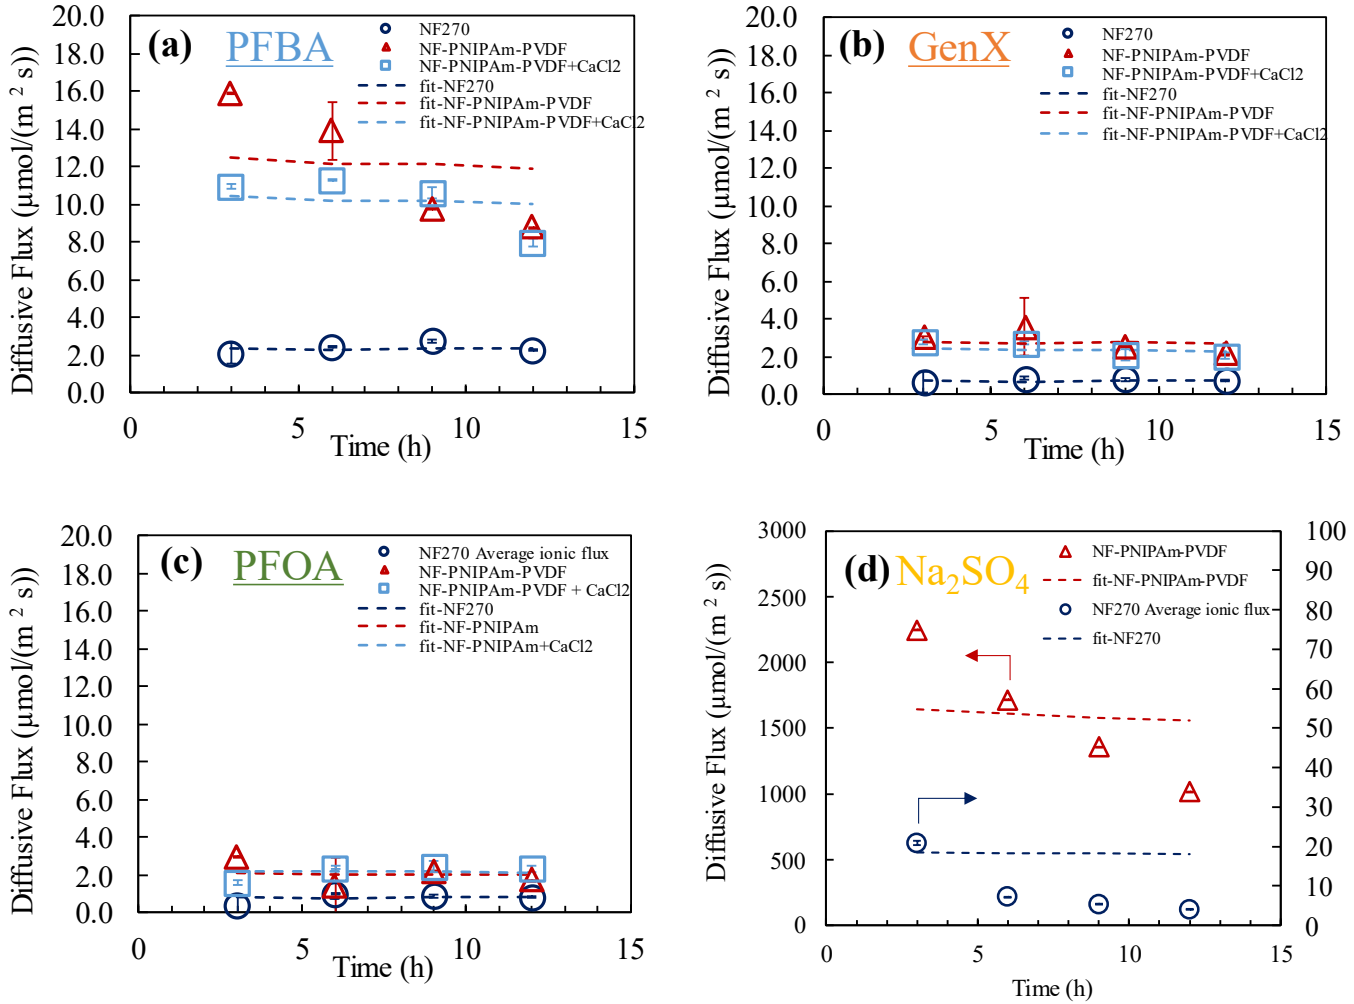 (a) PFBA
NF270
NF-PNIPAm-PVDF
NF-PNIPAm-PVDF+CaCl2
fit-NF270
fit-NF-PNIPAm-PVDF
fit-NF-PNIPAm-PVDF+CaCl2
Diffusive Flux (μmol/(m ² s))
20.0
18.0
16.0
14.0
12.0
10.0
8.0
6.0
4.0
2.0
0.0
0 5 10 15
Time (h)
(b) GenX
NF270
NF-PNIPAm-PVDF
NF-PNIPAm-PVDF+CaCl2
fit-NF270
fit-NF-PNIPAm-PVDF
fit-NF-PNIPAm-PVDF+CaCl2
Diffusive Flux (μmol/(m ² s))
20.0
18.0
16.0
14.0
12.0
10.0
8.0
6.0
4.0
2.0
0.0
0 5 10 15
Time (h)
(c) PFOA
NF270 Average ionic flux
NF-PNIPAm-PVDF
NF-PNIPAm-PVDF + CaCl2
fit-NF270
fit-NF-PNIPAm
fit-NF-PNIPAm+CaCl2
Diffusive Flux (μmol/(m ² s))
20.0
18.0
16.0
14.0
12.0
10.0
8.0
6.0
4.0
2.0
0.0
0 5 10 15
Time (h)
(d) Na₂SO₄
NF-PNIPAm-PVDF
fit-NF-PNIPAm-PVDF
NF270 Average ionic flux
fit-NF270
Diffusive Flux (μmol/(m ² s))
3000
2500
2000
1500
1000
500
0
100
90
80
70
60
50
40
30
20
10
0
0 5 10 15
Time (h)